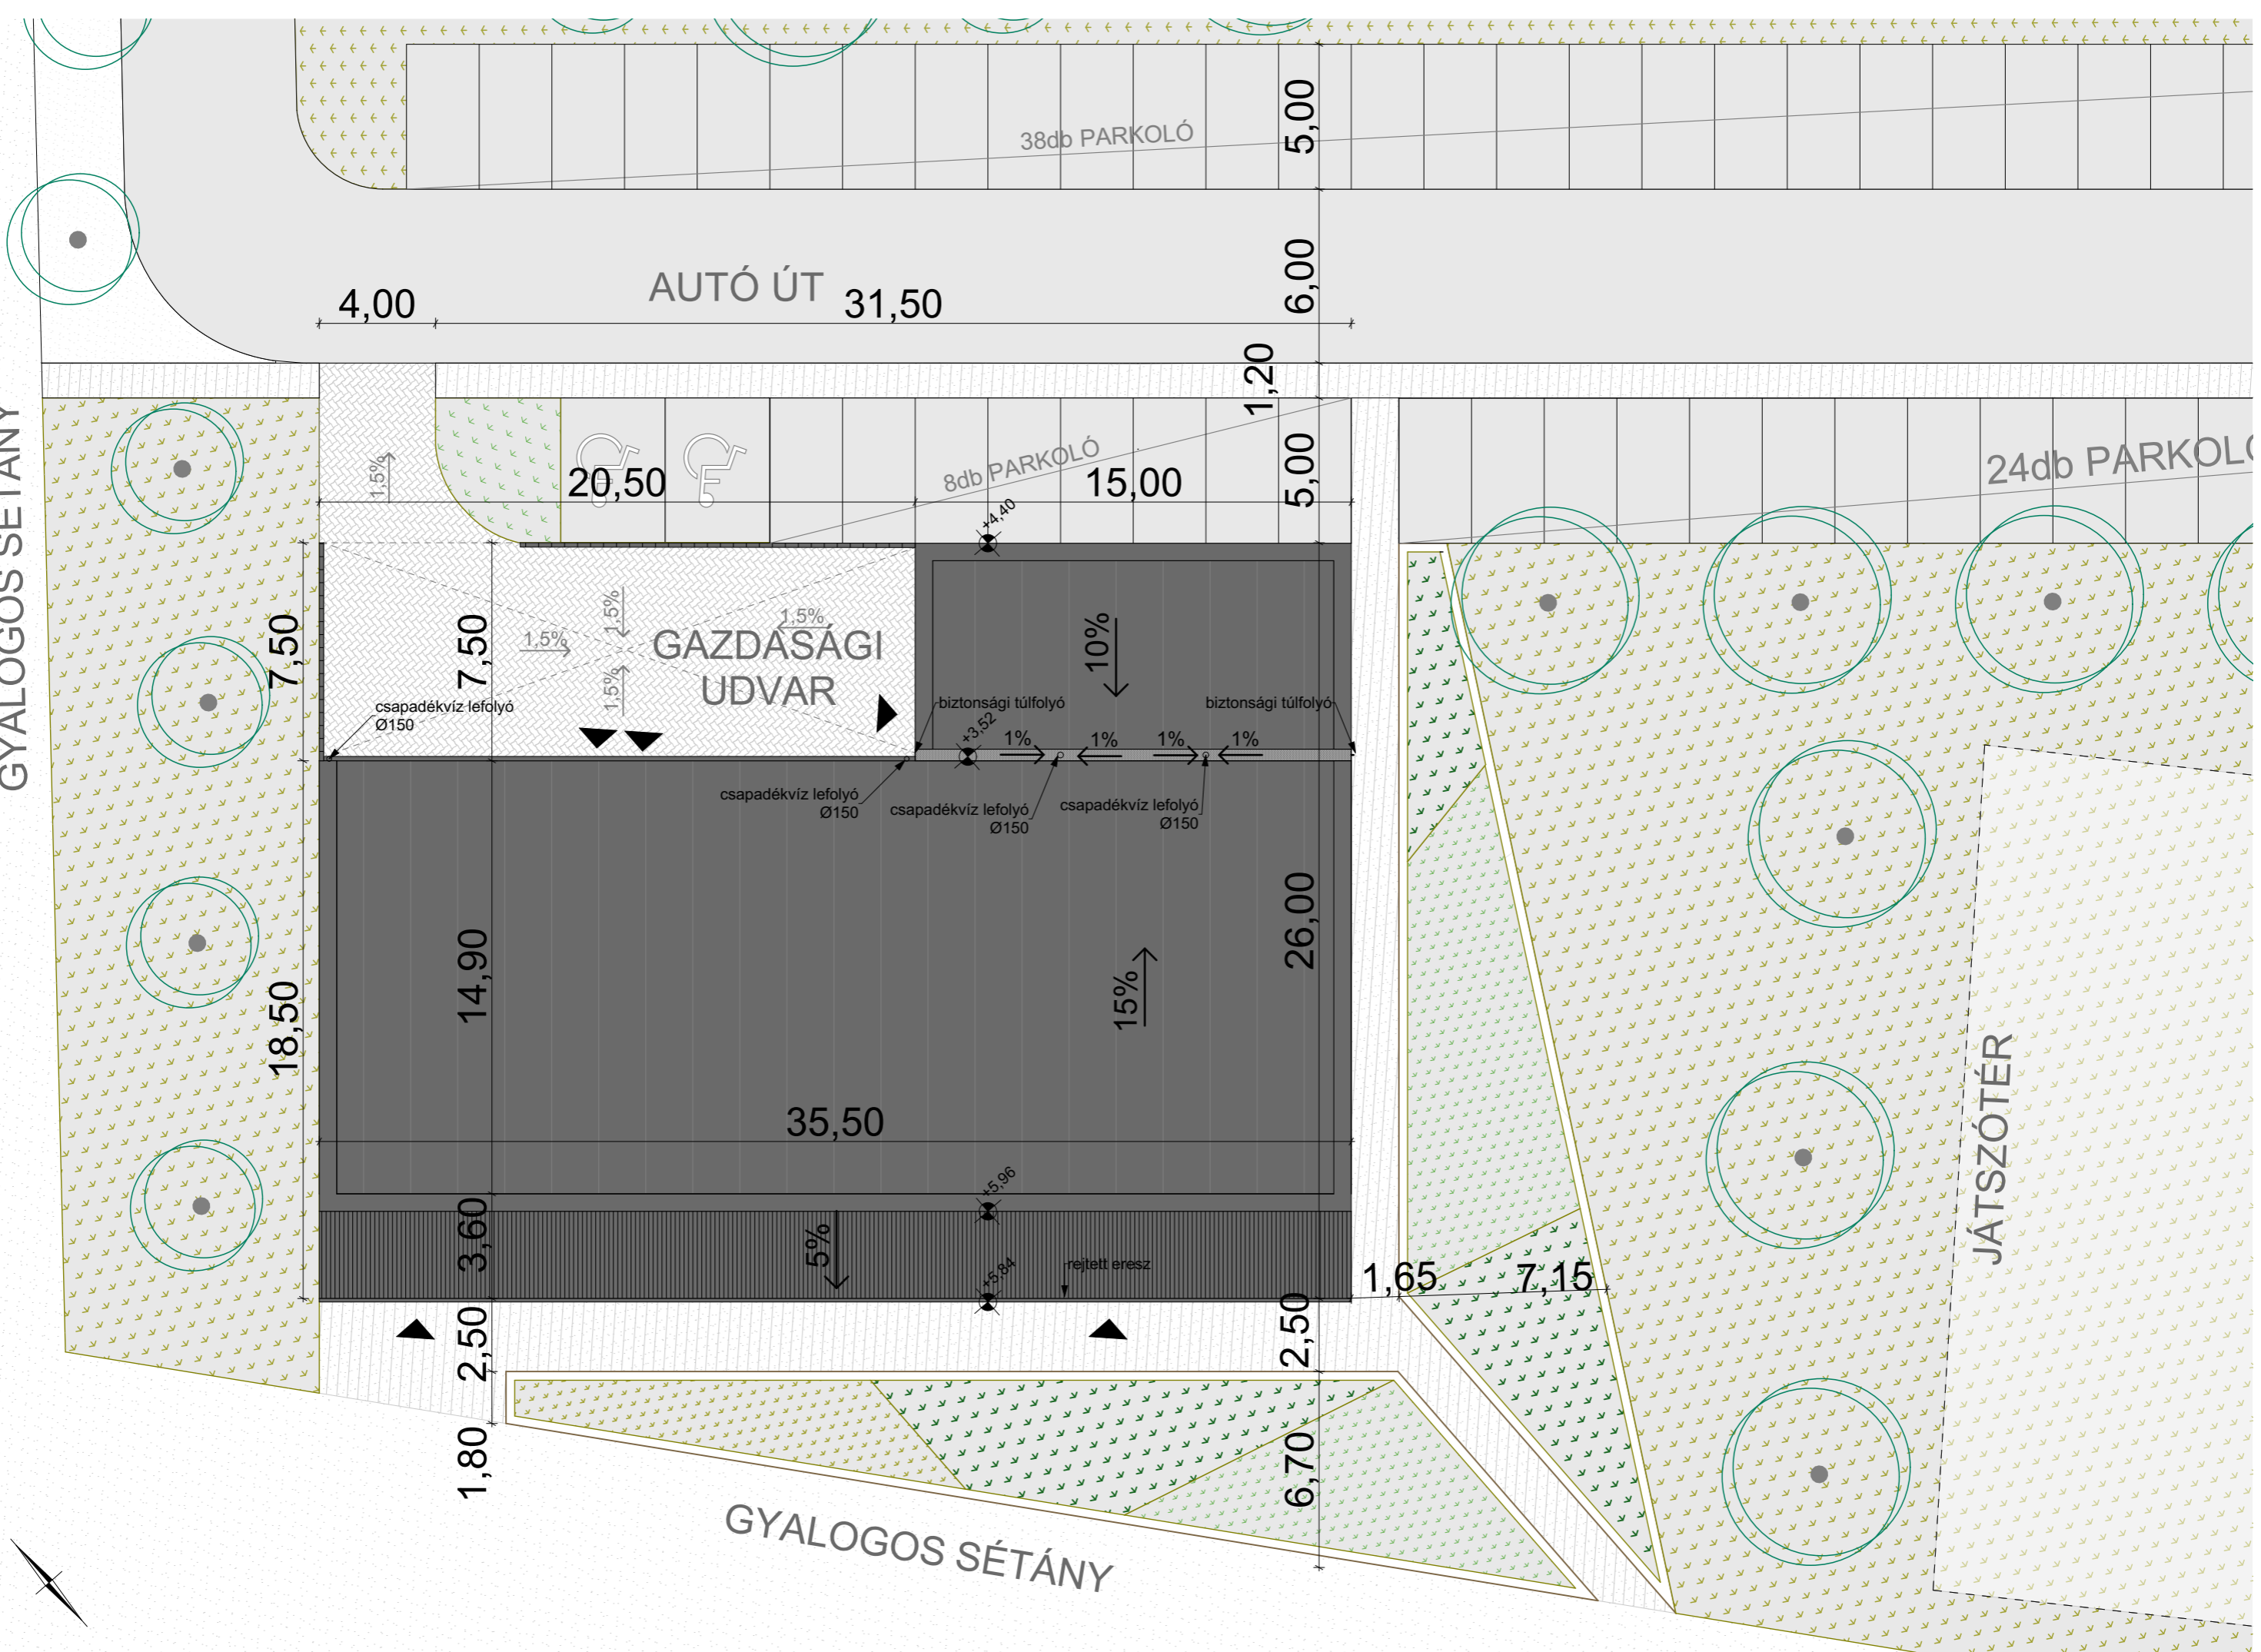 38db PARKOLÓ
5,00
AUTÓ ÚT
6,00
4,00
31,50
1,20
GYALOGOS SÉTÁNY
1,5%
20,50
8db PARKOLÓ
15,00
5,00
24db PARKOLÓ
+4,40
7,50
7,50
1,5%
1,5%
1,5%
1,5%
GAZDASÁGI
UDVAR
10%
csapadékvíz lefolyó
Ø150
biztonsági túlfolyó
biztonsági túlfolyó
+3,52
1%
1%
1%
1%
csapadékvíz lefolyó
Ø150
csapadékvíz lefolyó
Ø150
csapadékvíz lefolyó
Ø150
18,50
14,90
26,00
15%
35,50
JÁTSZÓTÉR
+5,96
3,60
5%
+5,84
rejtett eresz
1,65
7,15
2,50
2,50
1,80
6,70
GYALOGOS SÉTÁNY